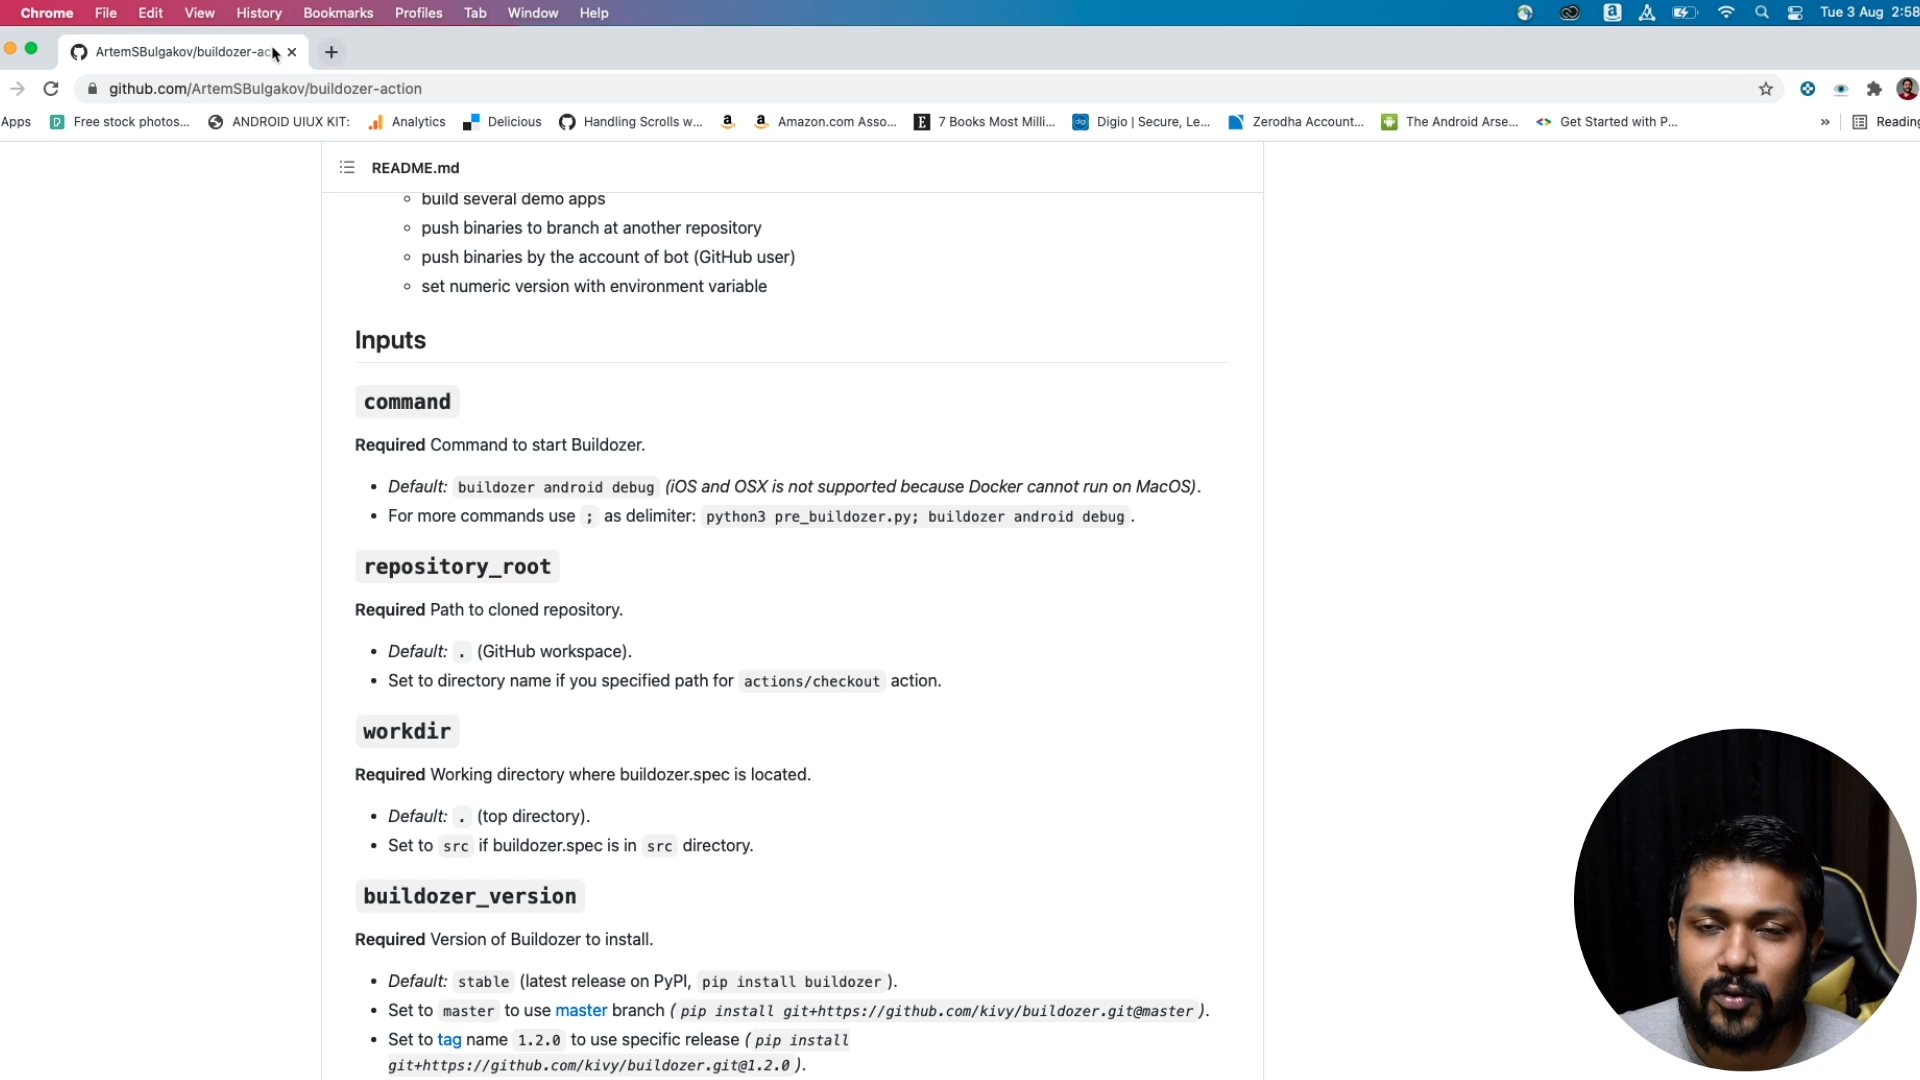 Chrome File Edit View History Bookmarks Profiles Tab Window Help Tue 3 Aug 2:58
ArtemSBulgakov/buildozer-ac
github.com/ArtemSBulgakov/buildozer-action
Apps Free stock photos... ANDROID UIUX KIT: Analytics Delicious Handling Scrolls w... Amazon.com Asso... 7 Books Most Milli... Digio | Secure, Le... Zerodha Account... The Android Arse... Get Started with P... » Reading
README.md
build several demo apps
push binaries to branch at another repository
push binaries by the account of bot (GitHub user)
set numeric version with environment variable
Inputs
command
Required Command to start Buildozer.
Default: buildozer android debug (iOS and OSX is not supported because Docker cannot run on MacOS).
For more commands use ; as delimiter: python3 pre_buildozer.py; buildozer android debug .
repository_root
Required Path to cloned repository.
Default: . (GitHub workspace).
Set to directory name if you specified path for actions/checkout action.
workdir
Required Working directory where buildozer.spec is located.
Default: . (top directory).
Set to src if buildozer.spec is in src directory.
buildozer_version
Required Version of Buildozer to install.
Default: stable (latest release on PyPI, pip install buildozer ).
Set to master to use master branch ( pip install git+https://github.com/kivy/buildozer.git@master ).
Set to tag name 1.2.0 to use specific release ( pip install
git+https://github.com/kivy/buildozer.git@1.2.0 ).